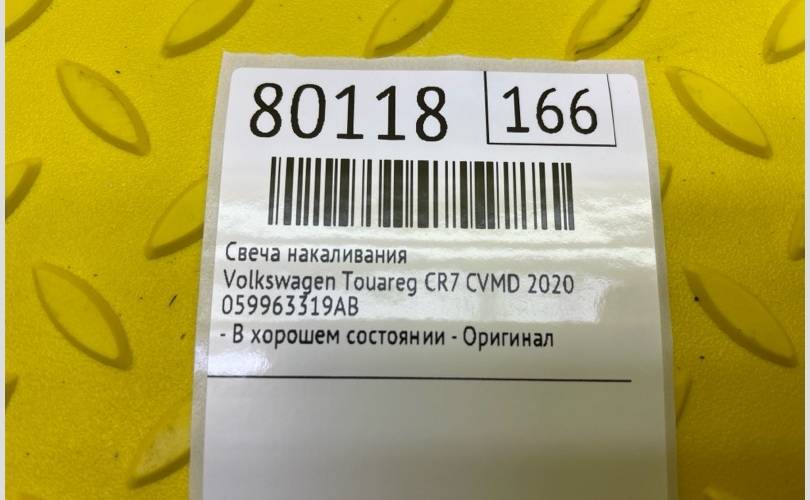 80118 166
Свеча накаливания
Volkswagen Touareg CR7 CVMD 2020
059963319AB
- В хорошем состоянии - Оригинал